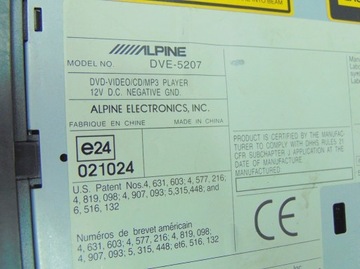 ALPINE
MODEL NO. DVE-5207
DVD-VIDEO/CD/MP3 PLAYER
12V D.C. NEGATIVE GND.
ALPINE ELECTRONICS, INC.
FABRIQUE EN CHINE MADE IN CHINA
e24
021024
PRODUCT IS CERTIFIED BY THE MANUFAC-
TURER TO COMPLY WITH DHHS RULES 21
CFR SUBCHAPTER J APPLICABLE AT THE
DATE OF MANUFACTURE.
U.S. Patent Nos.4, 631, 603; 4, 577, 216;
4, 819, 098; 4, 907, 093; 5,315,448; and
6, 516, 132
CE
Numéros de brevet américain
4, 631, 603; 4, 577, 216; 4, 819, 098;
4, 907, 093; 5, 315, 448; et6, 516, 132